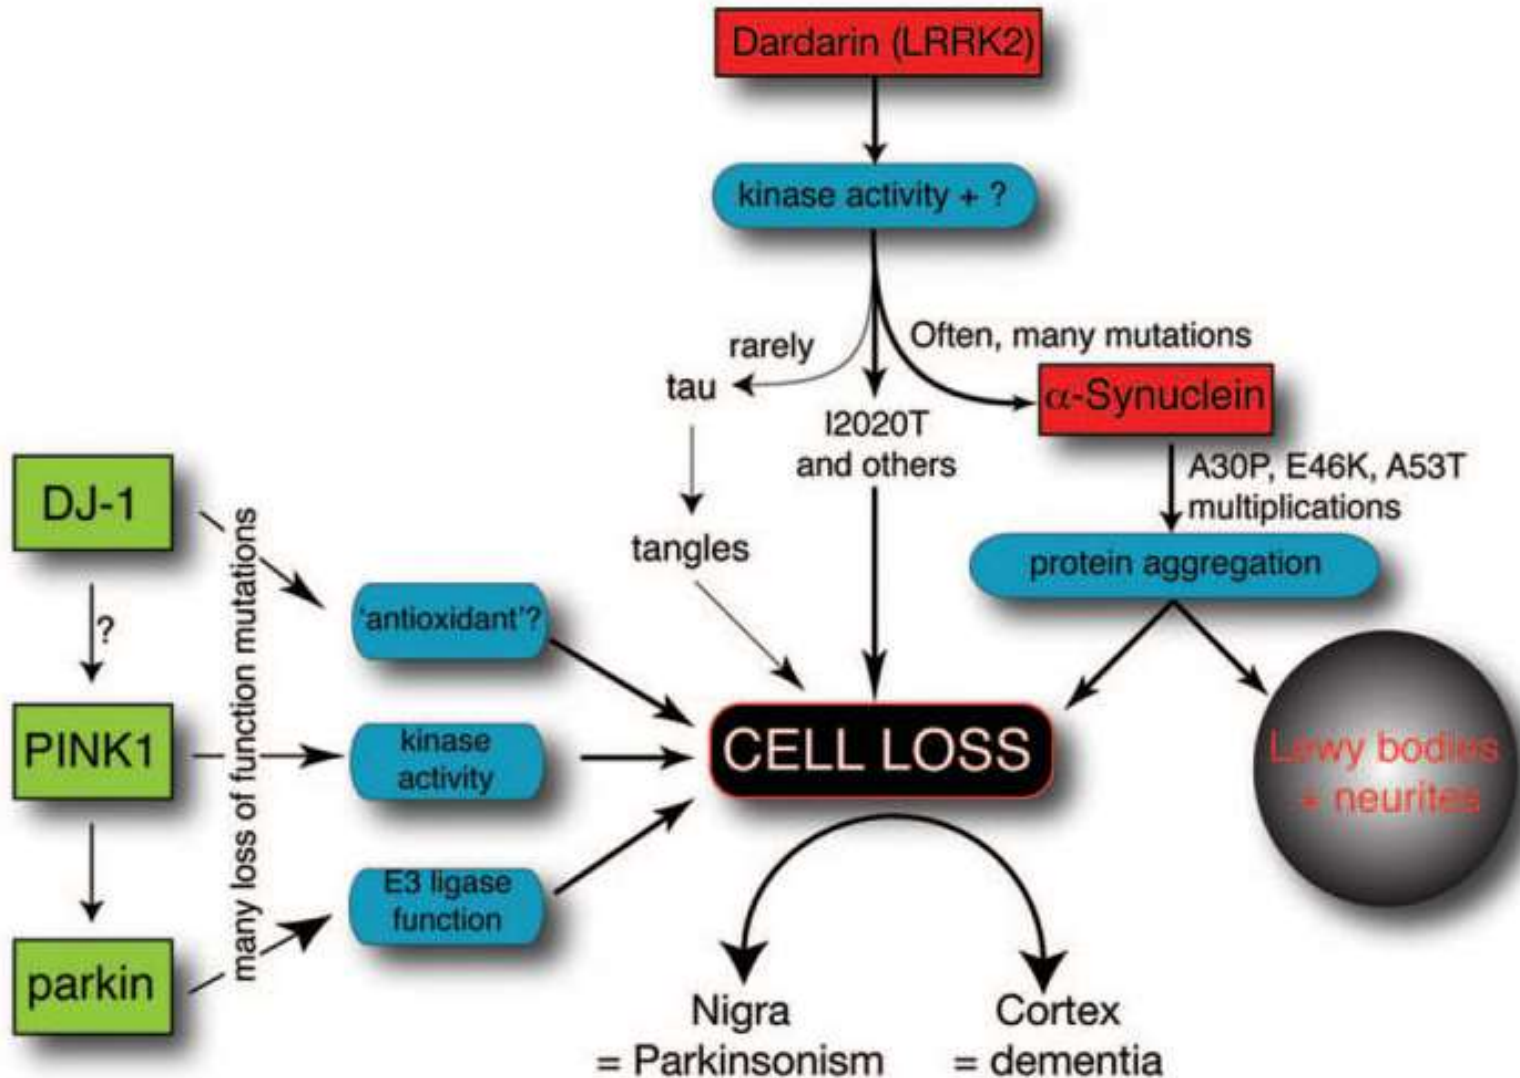 Dardarin (LRRK2)
kinase activity + ?
rarely
Often, many mutations
tau
α-Synuclein
I2020T
and others
A30P, E46K, A53T
multiplications
DJ-1
tangles
protein aggregation
many loss of function mutations
'antioxidant'?
?
PINK1
kinase
activity
CELL LOSS
Lewy bodies
+ neurites
E3 ligase
function
parkin
Nigra
= Parkinsonism
Cortex
= dementia